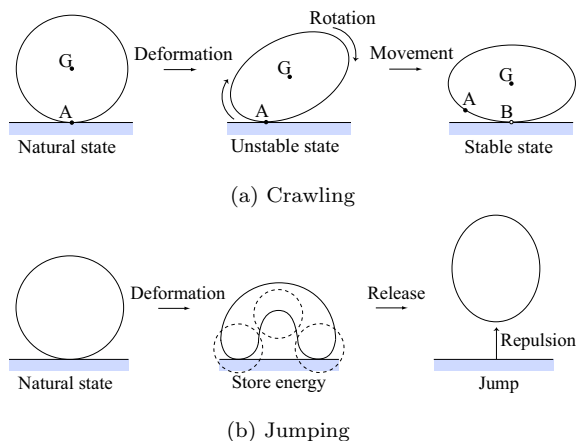 Rotation
Deformation
Movement
G
G
G
A
A
A
B
Natural state
Unstable state
Stable state
(a) Crawling
Deformation
Release
Repulsion
Natural state
Store energy
Jump
(b) Jumping